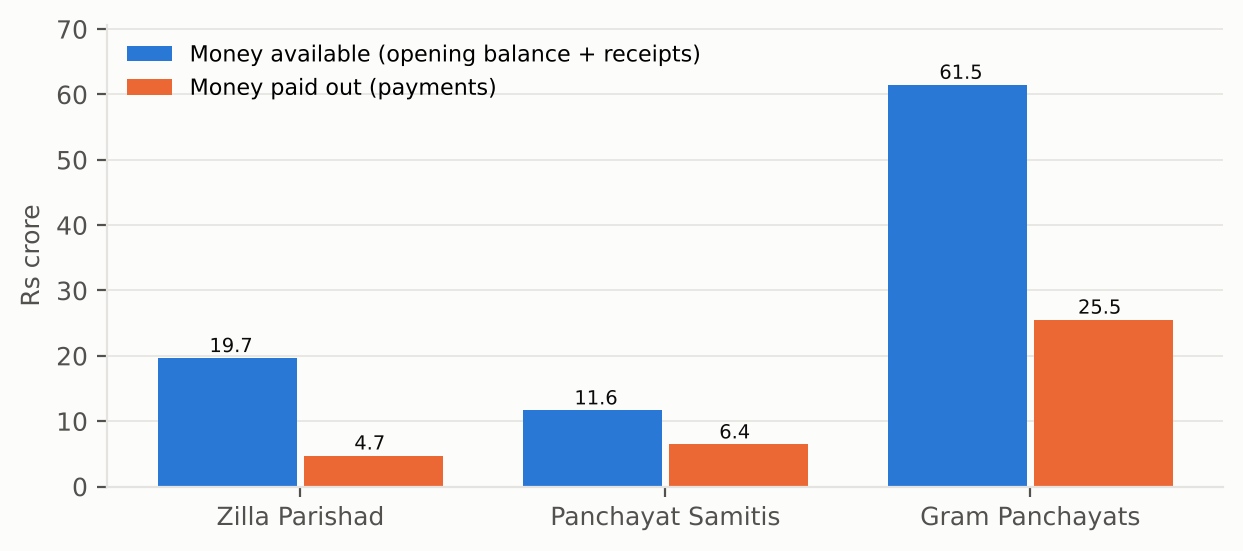 Money available (opening balance + receipts)
Money paid out (payments)
Rs crore
70
60
50
40
30
20
10
0
19.7
4.7
11.6
6.4
61.5
25.5
Zilla Parishad
Panchayat Samitis
Gram Panchayats